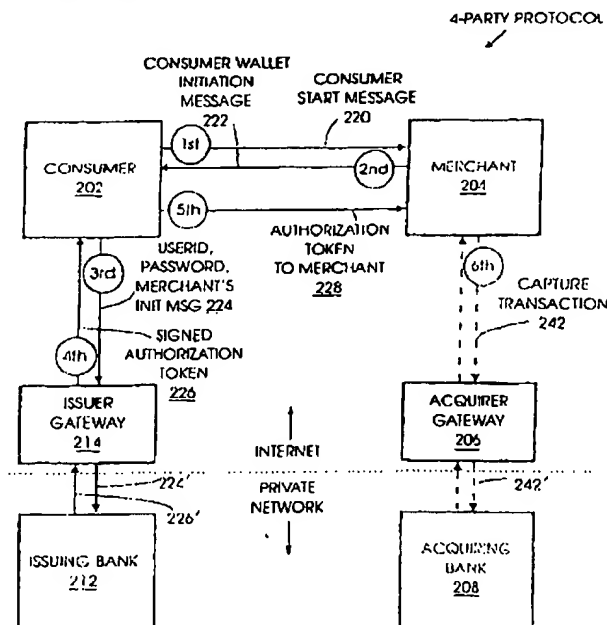 4-PARTY PROTOCOL
CONSUMER WALLET
INITIATION
MESSAGE
222
CONSUMER
START MESSAGE
220
1st
2nd
CONSUMER
202
MERCHANT
204
5th
AUTHORIZATION
TOKEN
TO MERCHANT
228
3rd
USERID,
PASSWORD,
MERCHANT'S
INIT MSG 224
6th
CAPTURE
TRANSACTION
242
4th
SIGNED
AUTHORIZATION
TOKEN
226
ISSUER
GATEWAY
214
ACQUIRER
GATEWAY
206
INTERNET
PRIVATE
NETWORK
224'
226'
242'
ISSUING BANK
212
ACQUIRING
BANK
208